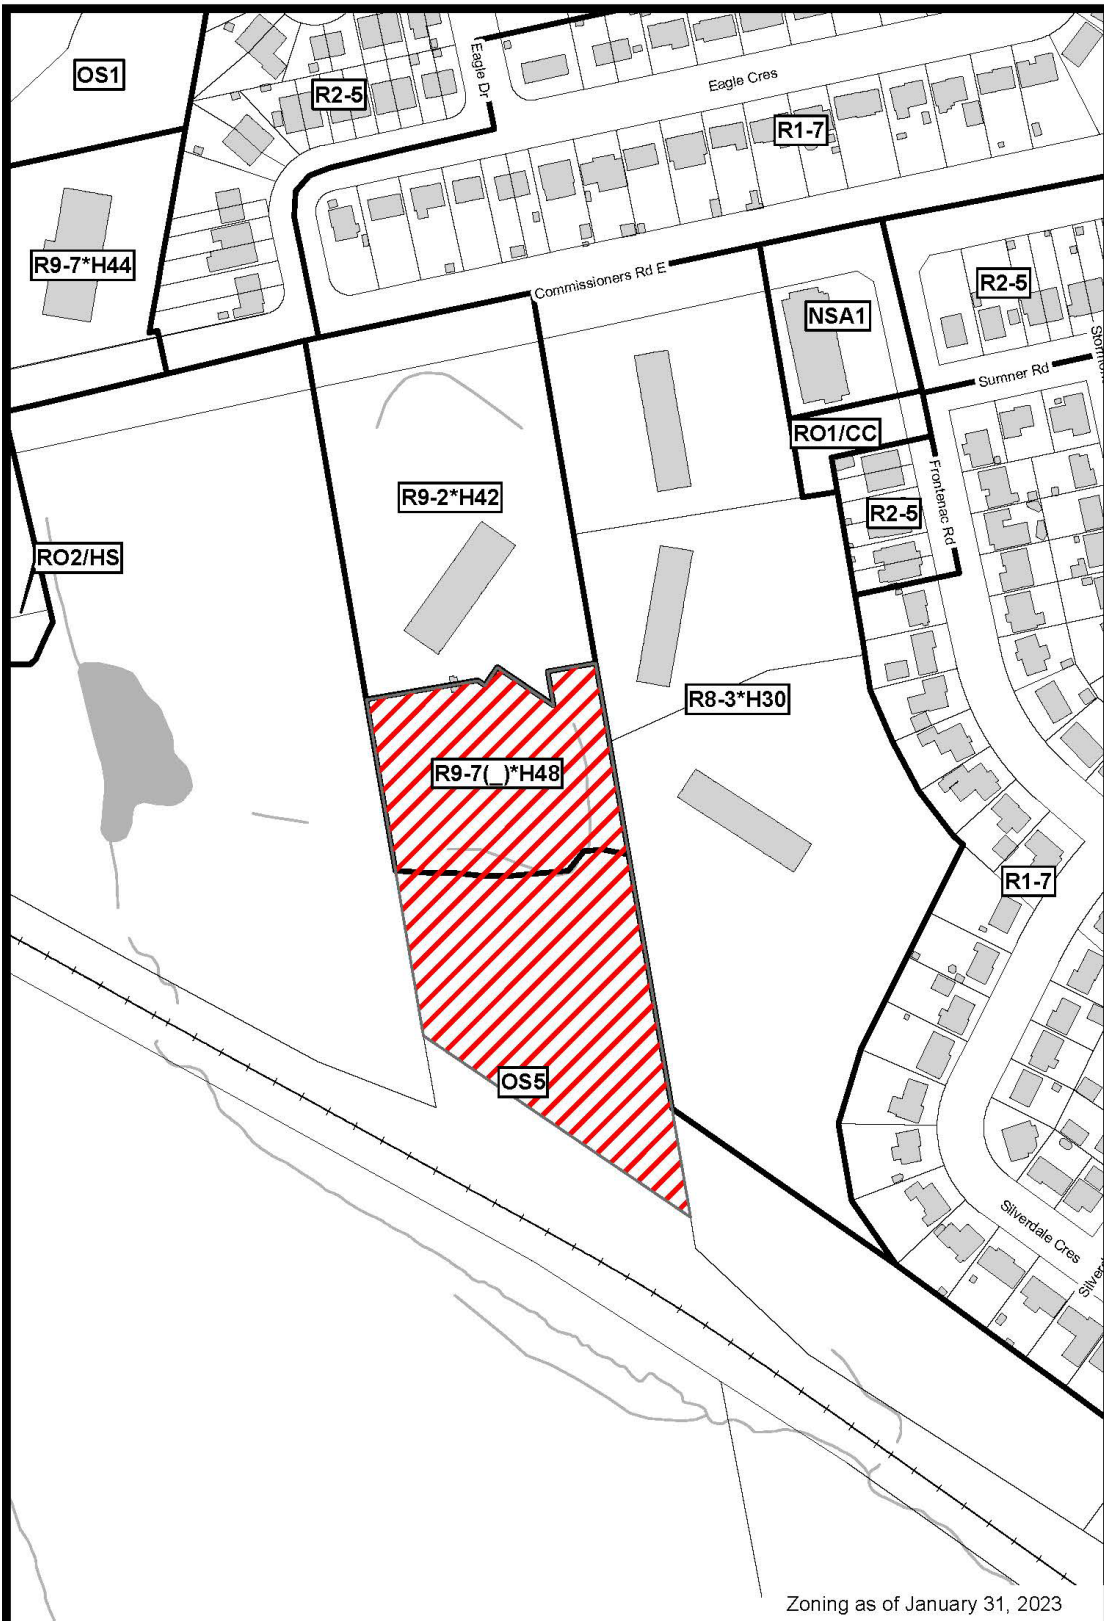 OS1
R2-5
Eagle Dr
Eagle Cres
R1-7
R9-7*H44
Commissioners Rd E
NSA1
R2-5
Sumner Rd
RO1/CC
R9-2*H42
R2-5
Frontenac Rd
RO2/HS
R8-3*H30
R9-7(_)*H48
R1-7
OS5
Silverdale Cres
Zoning as of January 31, 2023